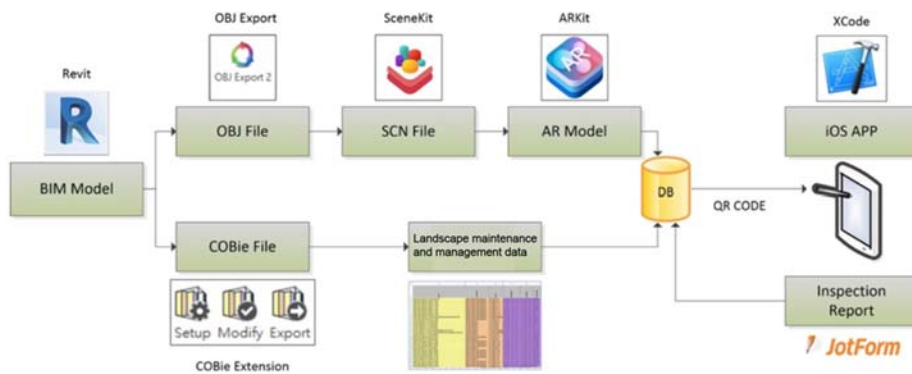 OBJ Export
SceneKit
ARKit
XCode
OBJ Export 2
AR
Revit
R
OBJ File
SCN File
AR Model
iOS APP
BIM Model
DB
QR CODE
COBie File
Landscape maintenance
and management data
Setup Modify Export
COBie Extension
Inspection
Report
JotForm